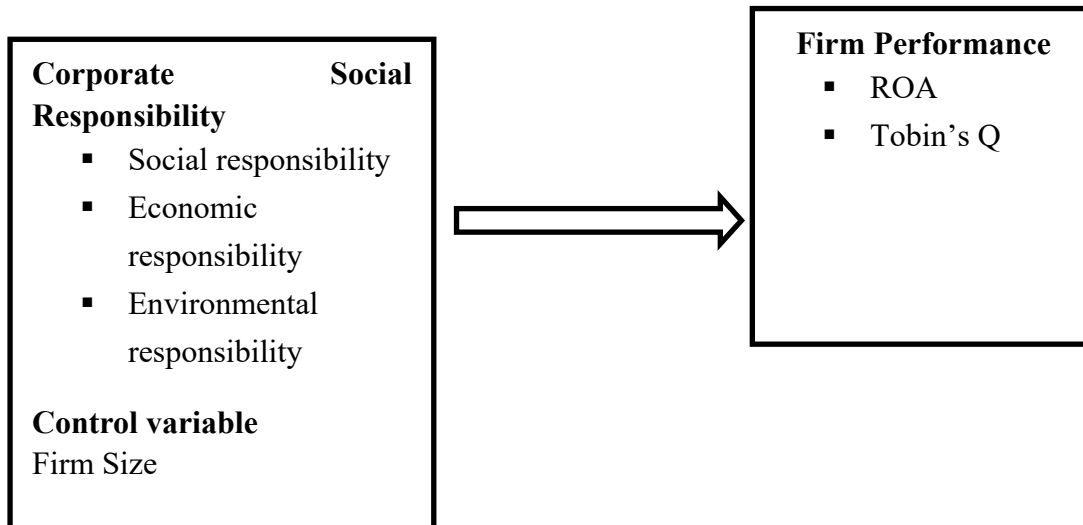 Corporate Social
Responsibility
▪ Social responsibility
▪ Economic
responsibility
▪ Environmental
responsibility
Control variable
Firm Size
Firm Performance
▪ ROA
▪ Tobin’s Q